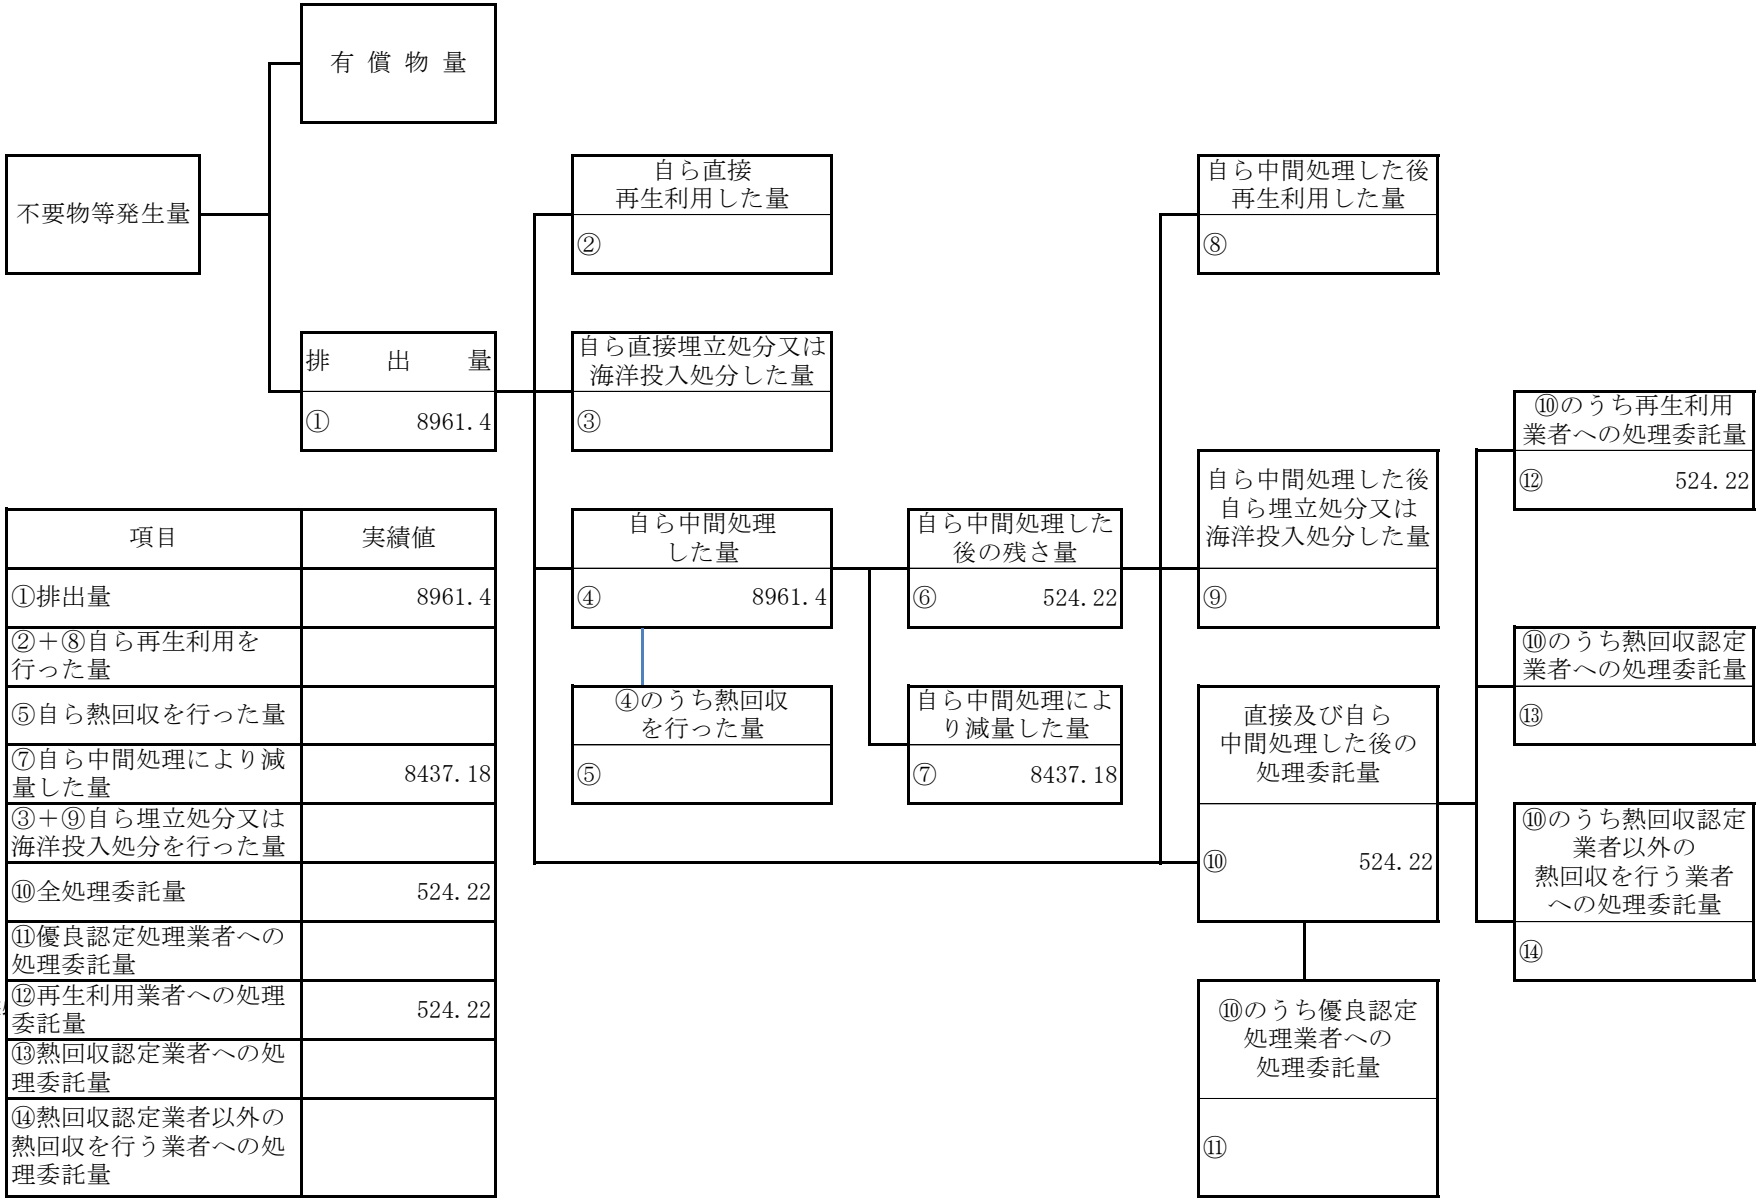 有償物量
不要物等発生量
自ら直接
再生利用した量
②
自ら中間処理した後
再生利用した量
⑧
排出量
① 8961.4
自ら直接埋立処分又は
海洋投入処分した量
③
⑩のうち再生利用
業者への処理委託量
⑫ 524.22
自ら中間処理した後
自ら埋立処分又は
海洋投入処分した量
⑨
自ら中間処理
した量
④ 8961.4
自ら中間処理した
後の残さ量
⑥ 524.22
④のうち熱回収
を行った量
⑤
自ら中間処理によ
り減量した量
⑦ 8437.18
直接及び自ら
中間処理した後の
処理委託量
⑩ 524.22
⑩のうち熱回収認定
業者への処理委託量
⑬
⑩のうち熱回収認定
業者以外の
熱回収を行う業者
への処理委託量
⑭
⑩のうち優良認定
処理業者への
処理委託量
⑪
項目 実績値
①排出量 8961.4
②＋⑧自ら再生利用を
行った量
⑤自ら熱回収を行った量
⑦自ら中間処理により減
量した量 8437.18
③＋⑨自ら埋立処分又は
海洋投入処分を行った量
⑩全処理委託量 524.22
⑪優良認定処理業者への
処理委託量
⑫再生利用業者への処理
委託量 524.22
⑬熱回収認定業者への処
理委託量
⑭熱回収認定業者以外の
熱回収を行う業者への処
理委託量